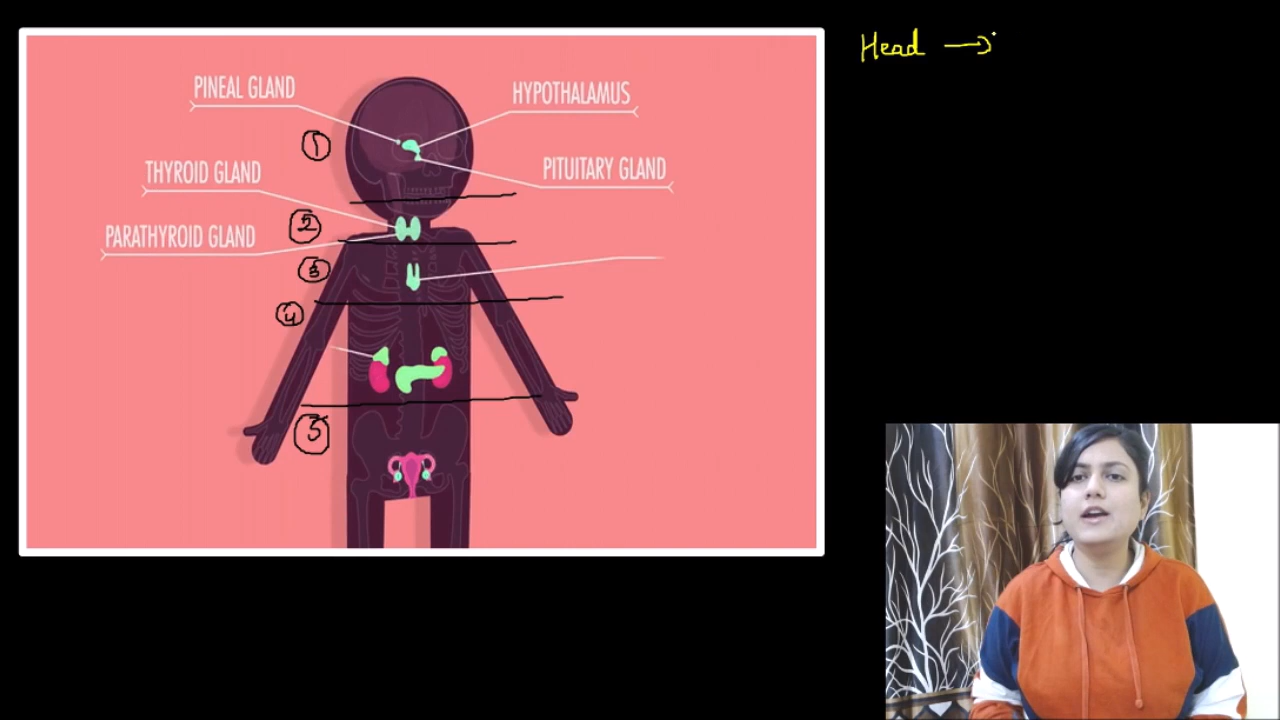 PINEAL GLAND
HYPOTHALAMUS
1
THYROID GLAND
PITUITARY GLAND
2
PARATHYROID GLAND
3
4
5
Head →